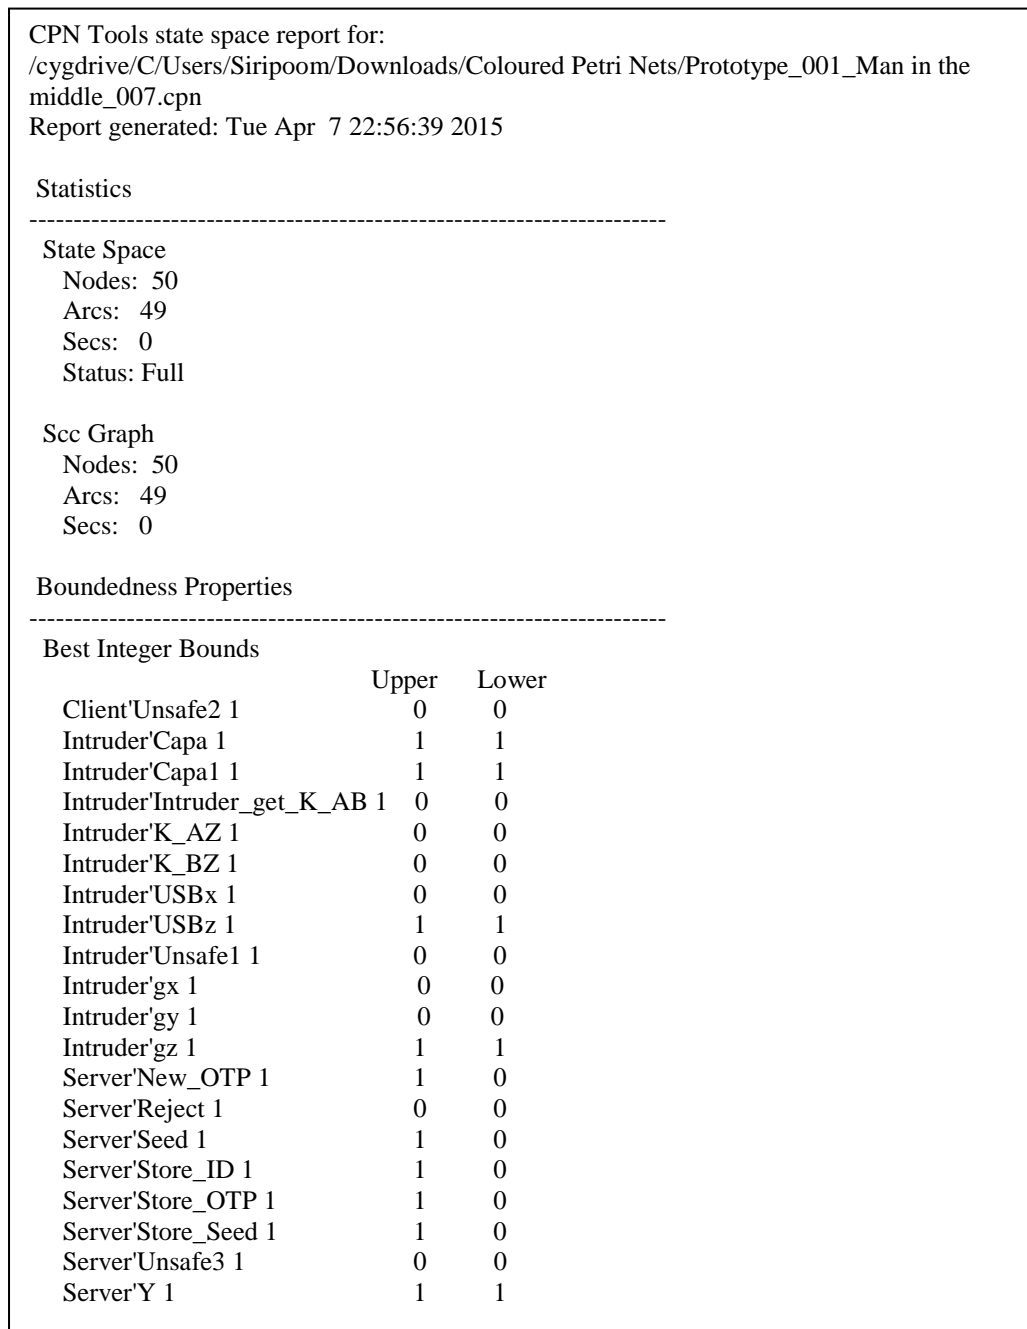 CPN Tools state space report for:
/cygdrive/C/Users/Siripoom/Downloads/Coloured Petri Nets/Prototype_001_Man in the
middle_007.cpn
Report generated: Tue Apr  7 22:56:39 2015
Statistics
------------------------------------------------------------------------
State Space
Nodes:  50
Arcs:   49
Secs:   0
Status: Full
Scc Graph
Nodes:  50
Arcs:   49
Secs:   0
Boundedness Properties
------------------------------------------------------------------------
Best Integer Bounds
Upper      Lower
Client'Unsafe2 1      0      0
Intruder'Capa 1      1      1
Intruder'Capa1 1      1      1
Intruder'Intruder_get_K_AB 1      0      0
Intruder'K_AZ 1      0      0
Intruder'K_BZ 1      0      0
Intruder'USBx 1      0      0
Intruder'USBz 1      1      1
Intruder'Unsafe1 1      0      0
Intruder'gx 1      0      0
Intruder'gy 1      0      0
Intruder'gz 1      1      1
Server'New_OTP 1      1      0
Server'Reject 1      0      0
Server'Seed 1      1      0
Server'Store_ID 1      1      0
Server'Store_OTP 1      1      0
Server'Store_Seed 1      1      0
Server'Unsafe3 1      0      0
Server'Y 1      1      1